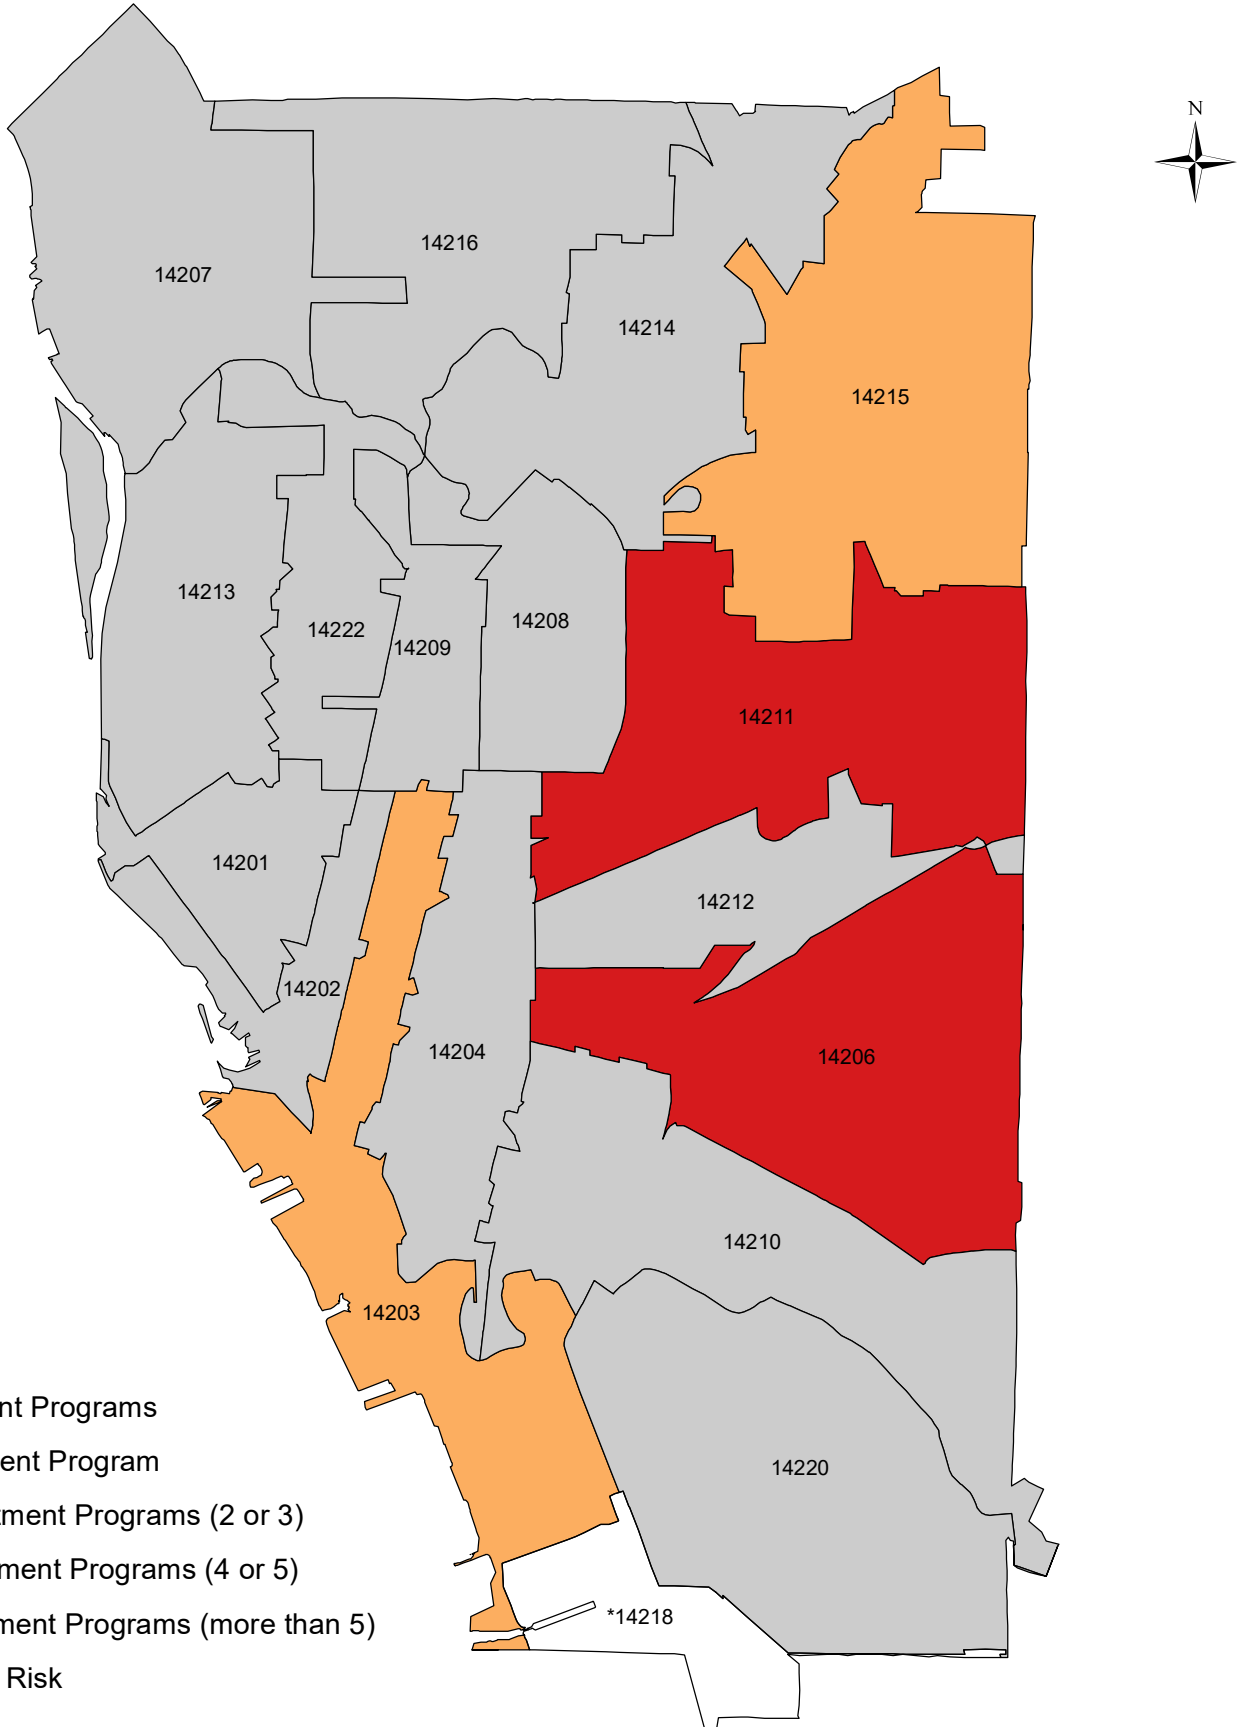 N
14216
14207
14214
14215
14213
14208
14222
14209
14211
14201
14212
14202
14204
14206
14210
14203
nt Programs
ent Program
14220
tment Programs (2 or 3)
ment Programs (4 or 5)
*14218
ment Programs (more than 5)
Risk